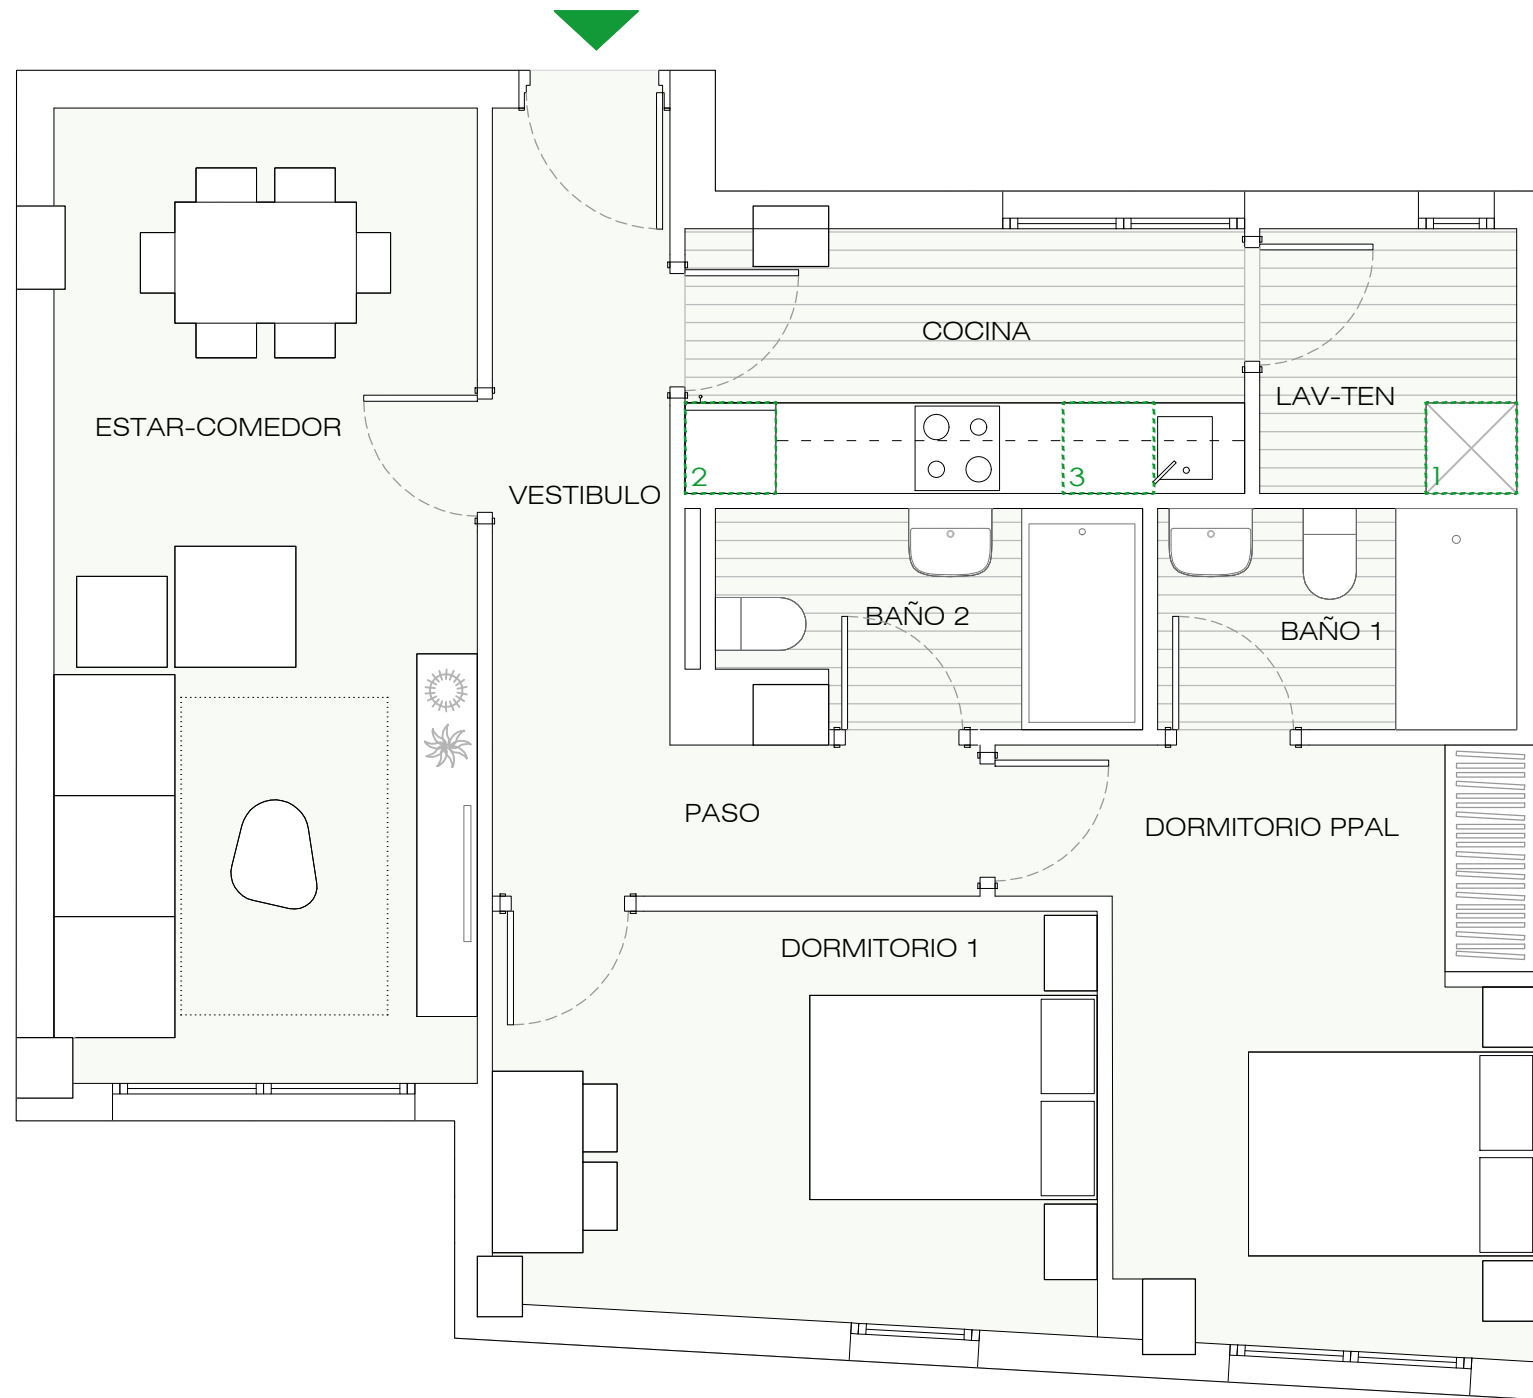 COCINA
LAV-TEN
ESTAR-COMEDOR
VESTIBULO
2
3
1
BAÑO 2
BAÑO 1
PASO
DORMITORIO PPAL
DORMITORIO 1